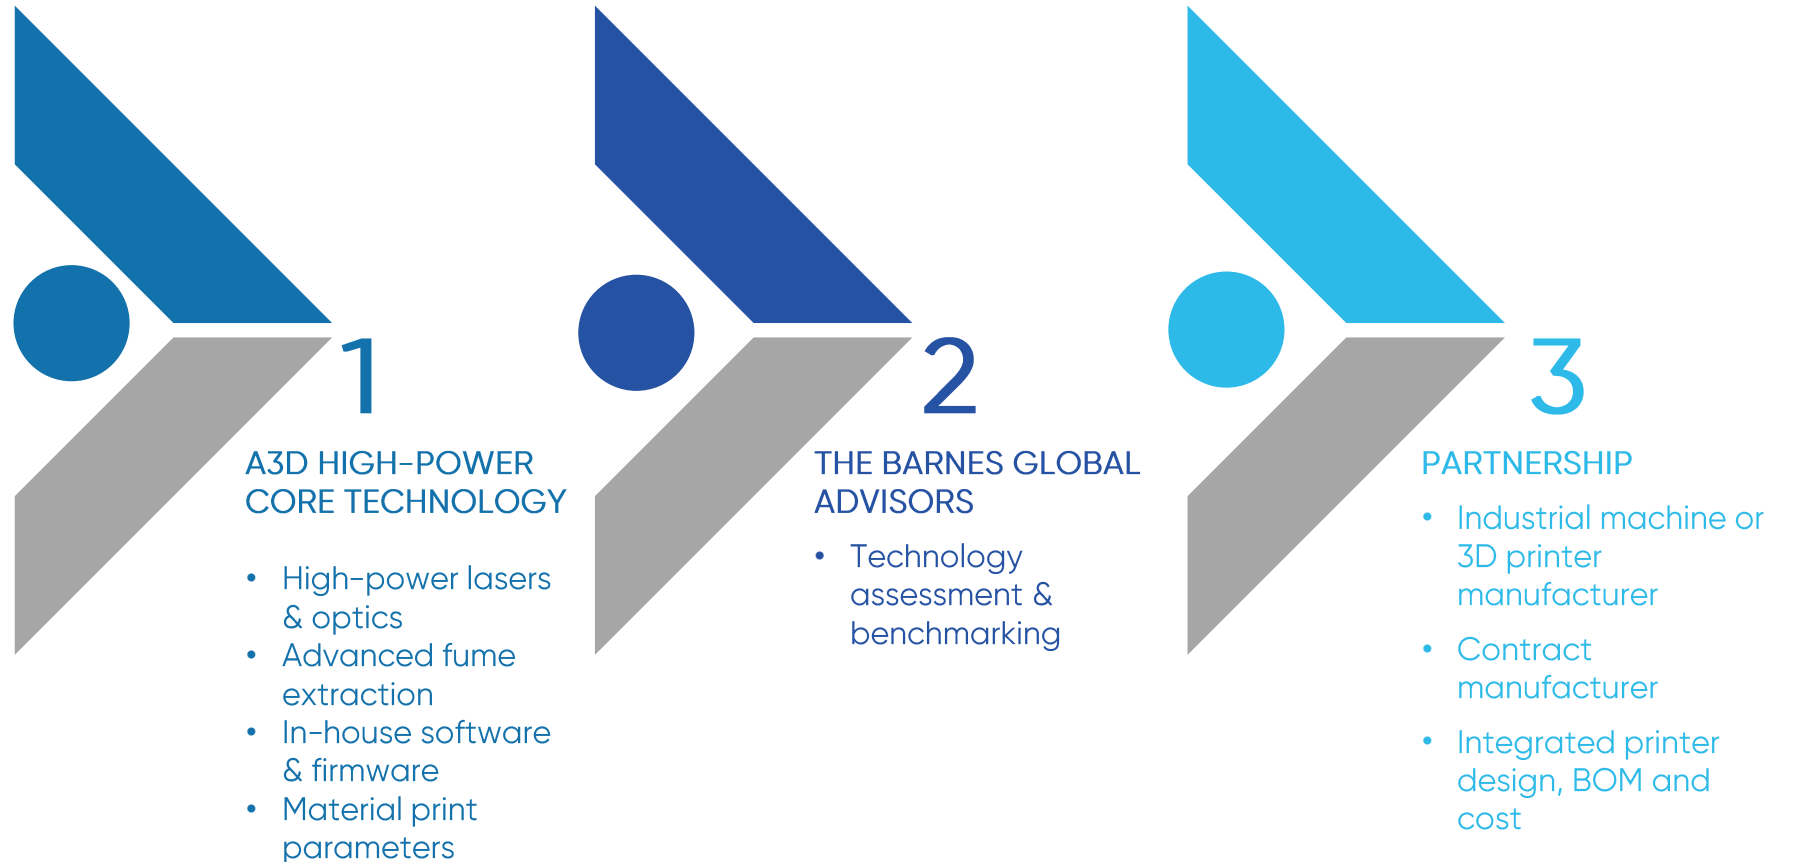 1
A3D HIGH-POWER
CORE TECHNOLOGY
• High-power lasers
& optics
• Advanced fume
extraction
• In-house software
& firmware
• Material print
parameters
2
THE BARNES GLOBAL
ADVISORS
• Technology
assessment &
benchmarking
3
PARTNERSHIP
• Industrial machine or
3D printer
manufacturer
• Contract
manufacturer
• Integrated printer
design, BOM and
cost